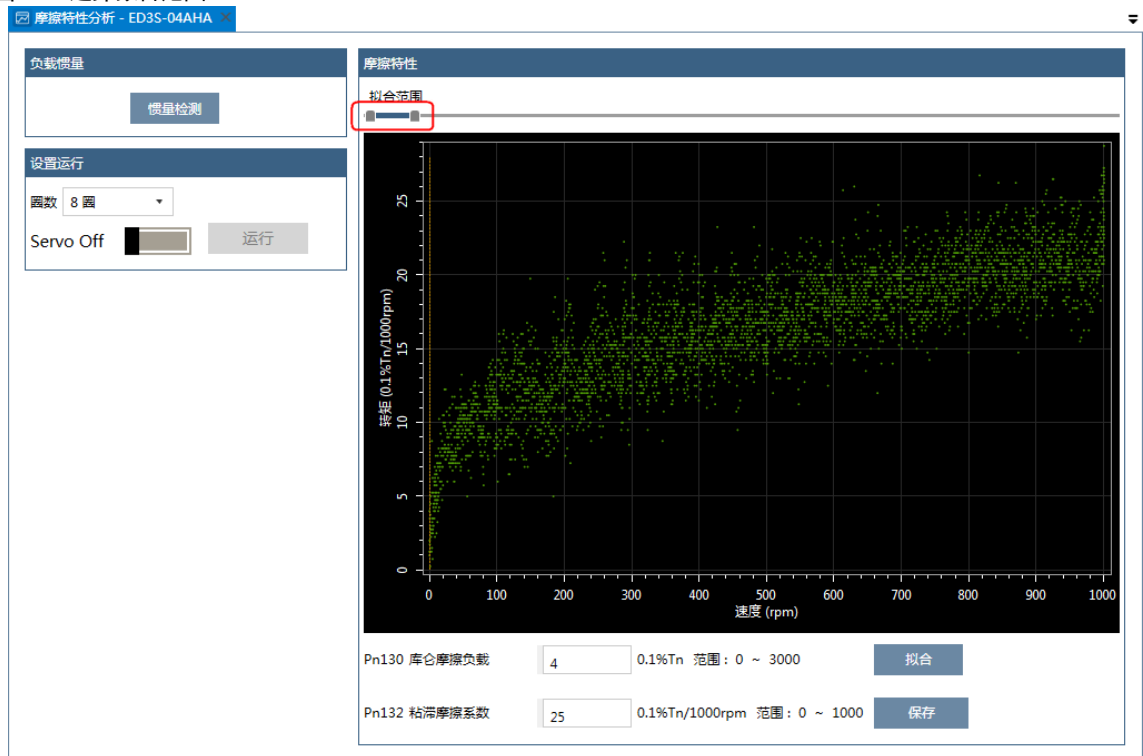 摩擦特性分析 - ED3S-04AHA ×
负载惯量
惯量检测
设置运行
圈数 8 圈
Servo Off 运行
摩擦特性
拟合范围
转矩 (0.1%Tn/1000rpm)
25
20
15
10
5
0
0 100 200 300 400 500 600 700 800 900 1000
速度 (rpm)
Pn130 库仑摩擦负载 4 0.1%Tn 范围: 0 ~ 3000 拟合
Pn132 粘滞摩擦系数 25 0.1%Tn/1000rpm 范围: 0 ~ 1000 保存